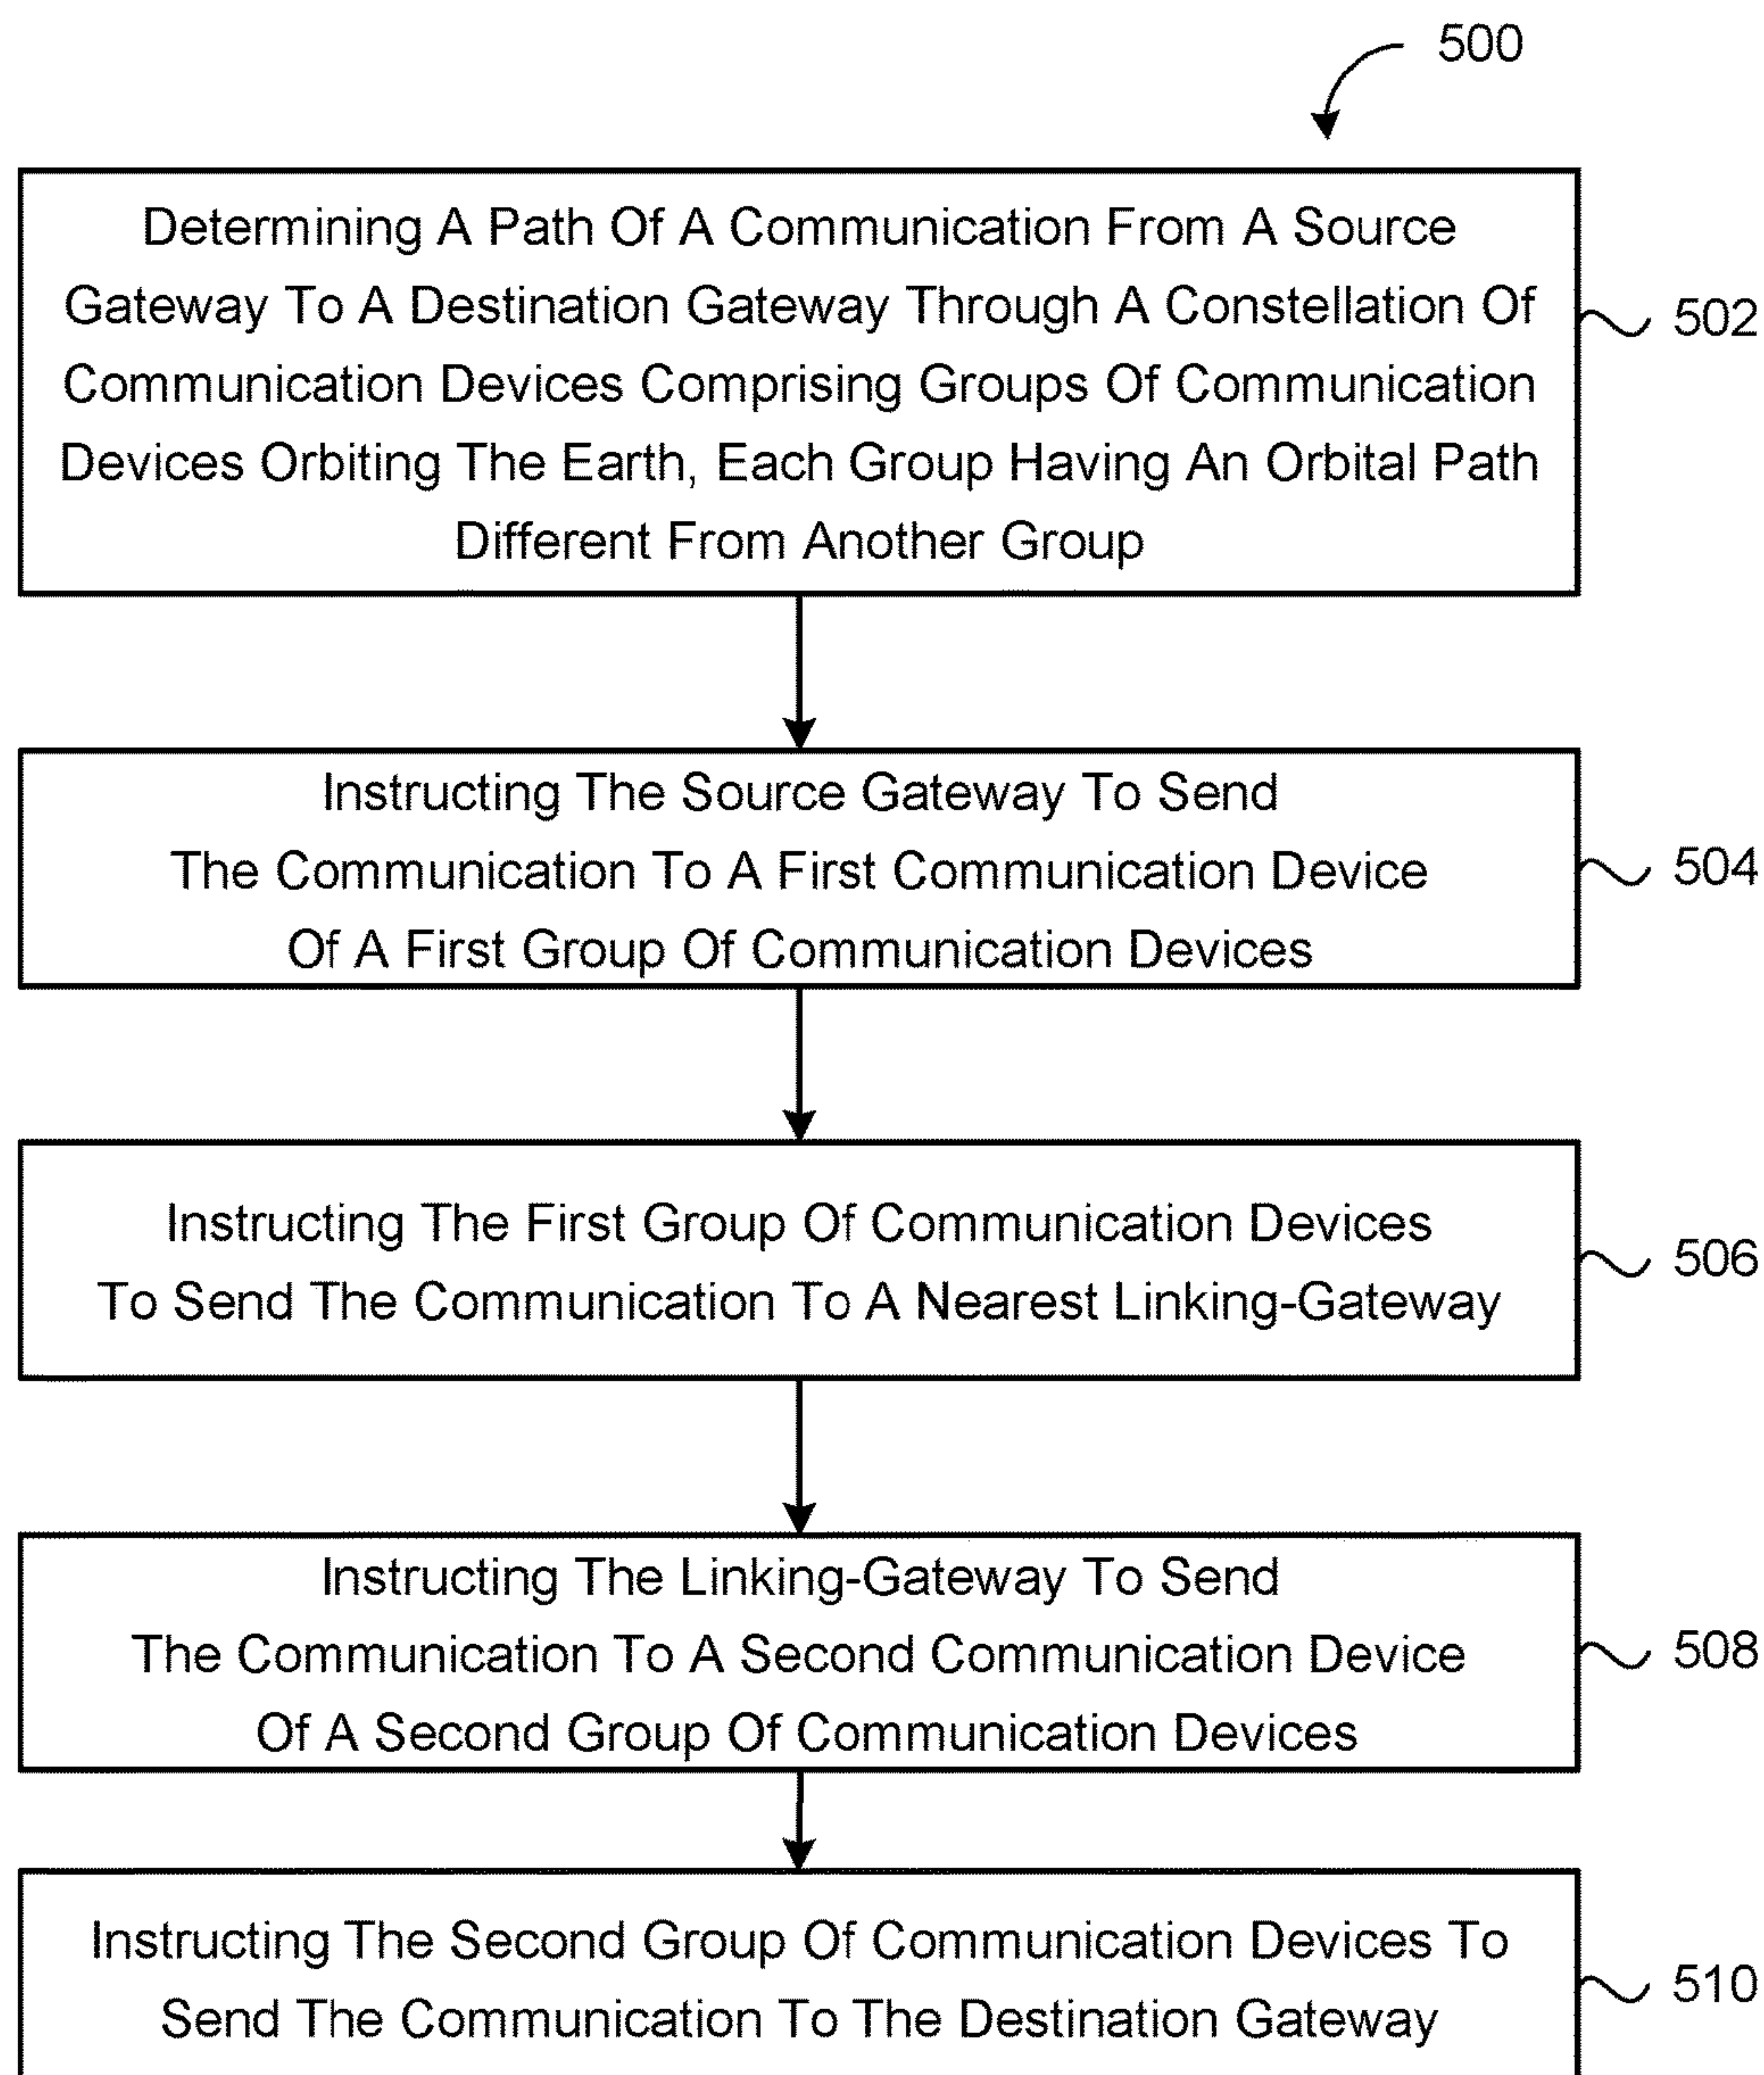 500
Determining A Path Of A Communication From A Source
Gateway To A Destination Gateway Through A Constellation Of
Communication Devices Comprising Groups Of Communication
Devices Orbiting The Earth, Each Group Having An Orbital Path
Different From Another Group
502
Instructing The Source Gateway To Send
The Communication To A First Communication Device
Of A First Group Of Communication Devices
504
Instructing The First Group Of Communication Devices
To Send The Communication To A Nearest Linking-Gateway
506
Instructing The Linking-Gateway To Send
The Communication To A Second Communication Device
Of A Second Group Of Communication Devices
508
Instructing The Second Group Of Communication Devices To
Send The Communication To The Destination Gateway
510